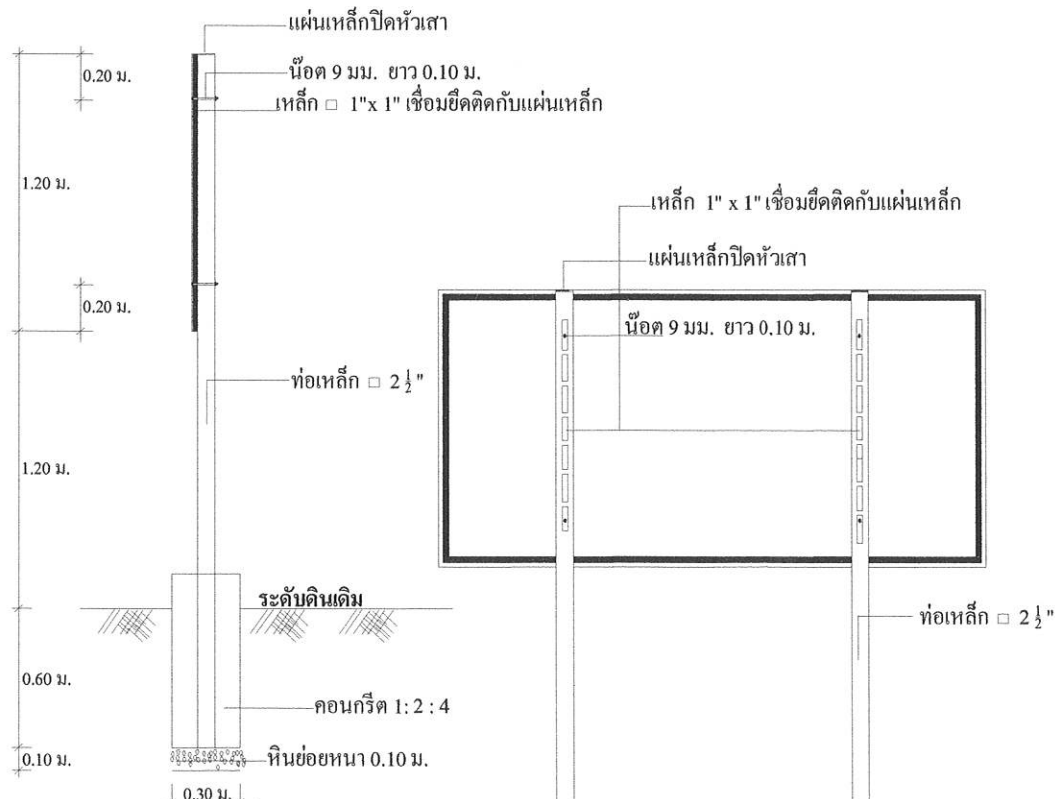 แผ่นเหล็กปิดหัวเสา
0.20 ม.
น๊อต 9 มม. ยาว 0.10 ม.
เหล็ก □ 1"x 1" เชื่อมยึดติดกับแผ่นเหล็ก
1.20 ม.
0.20 ม.
ท่อเหล็ก □ 2 ½"
1.20 ม.
ระดับดินเดิม
0.60 ม.
คอนกรีต 1: 2 : 4
0.10 ม.
หินย่อยหนา 0.10 ม.
0.30 ม.
เหล็ก 1" x 1" เชื่อมยึดติดกับแผ่นเหล็ก
แผ่นเหล็กปิดหัวเสา
น๊อต 9 มม. ยาว 0.10 ม.
ท่อเหล็ก □ 2 ½"